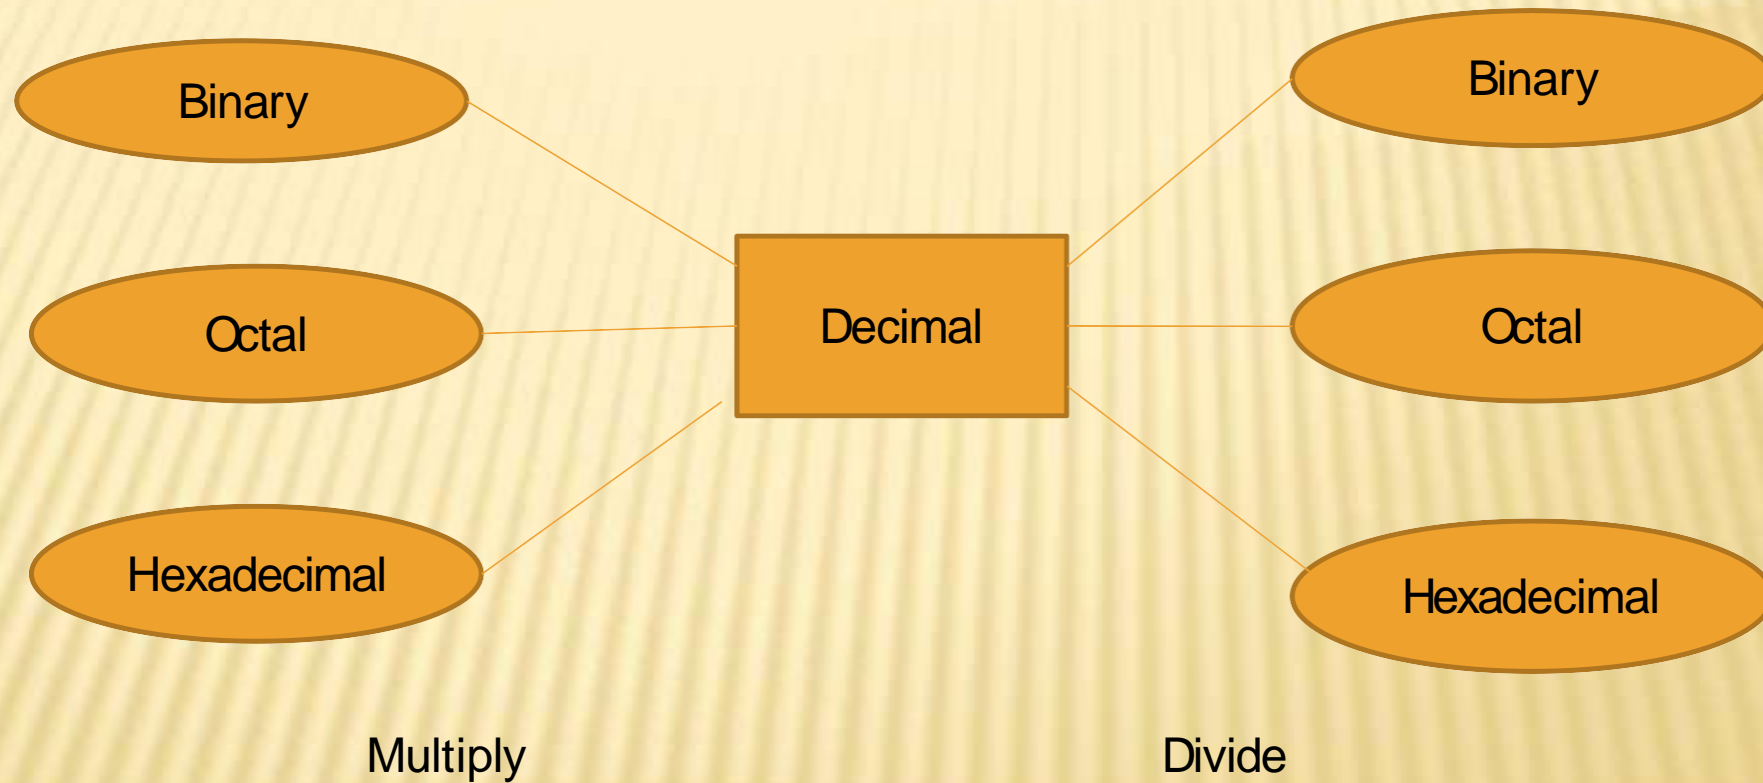 Binary
Binary
Octal
Decimal
Octal
Hexadecimal
Hexadecimal
Multiply
Divide